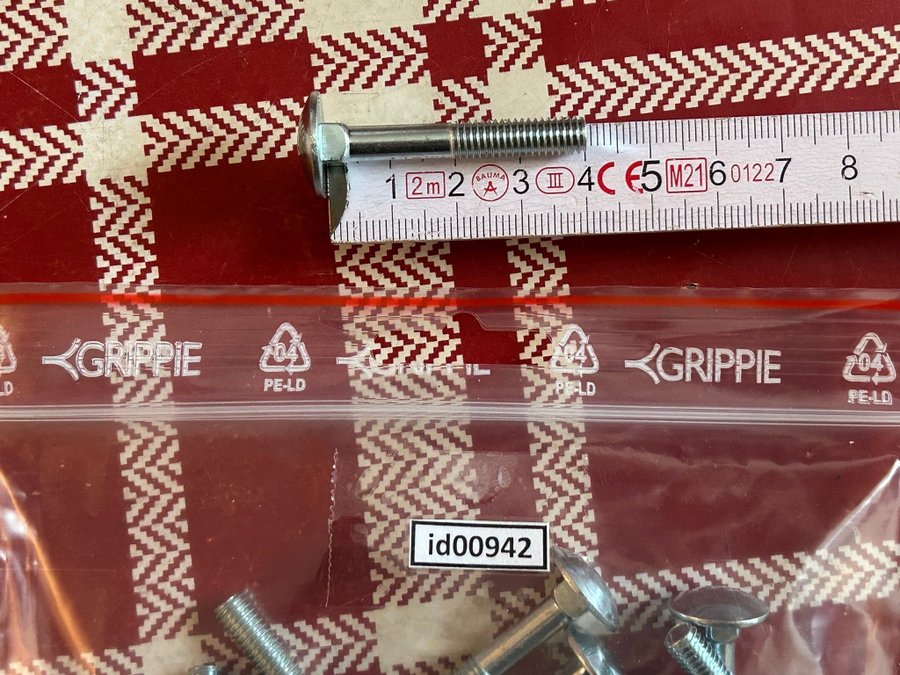 1 2m 2 BAUMA A 3 III 4 CE 5 M21 6 0122 7 8
GRIPPIE 04 GRIPPIE 04 GRIPPIE 04
PE-LD PE-LD PE-LD
id00942